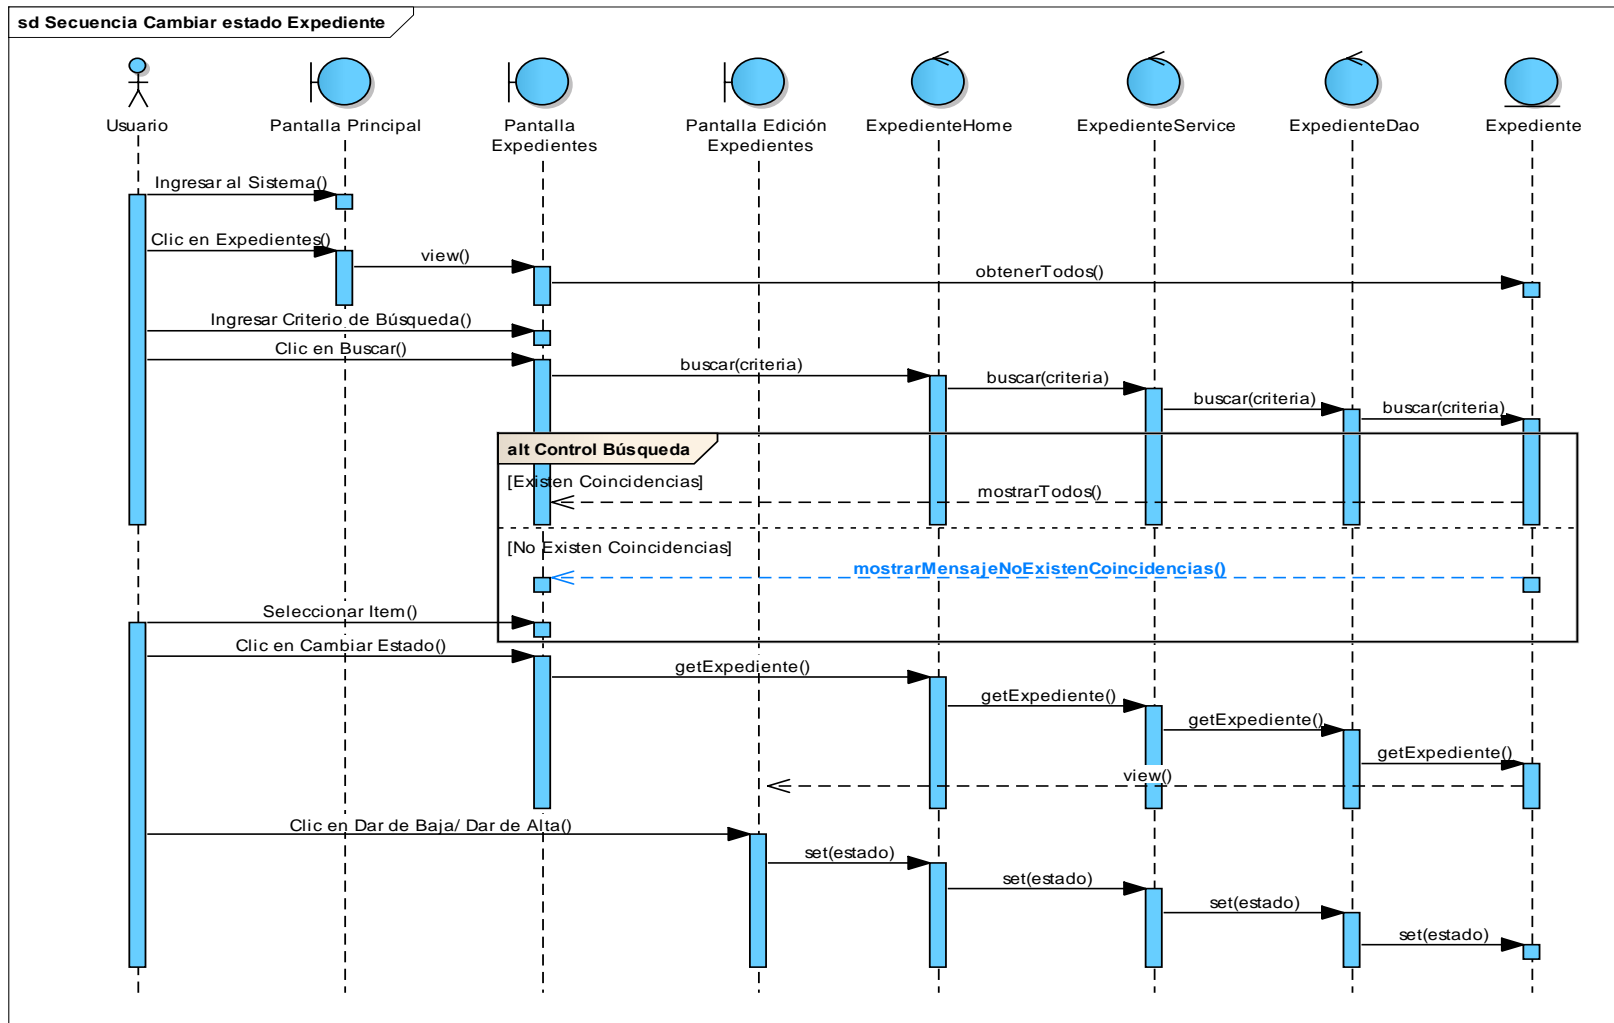 sd Secuencia Cambiar estado Expediente
Usuario
Pantalla Principal
Pantalla
Expedientes
Pantalla Edición
Expedientes
ExpedienteHome
ExpedienteService
ExpedienteDao
Expediente
Ingresar al Sistema()
Clic en Expedientes()
view()
obtenerTodos()
Ingresar Criterio de Búsqueda()
Clic en Buscar()
buscar(criteria)
buscar(criteria)
buscar(criteria)
buscar(criteria)
alt Control Búsqueda
[Existen Coincidencias]
mostrarTodos()
[No Existen Coincidencias]
mostrarMensajeNoExistenCoincidencias()
Seleccionar Item()
Clic en Cambiar Estado()
getExpediente()
getExpediente()
getExpediente()
getExpediente()
view()
Clic en Dar de Baja/ Dar de Alta()
set(estado)
set(estado)
set(estado)
set(estado)